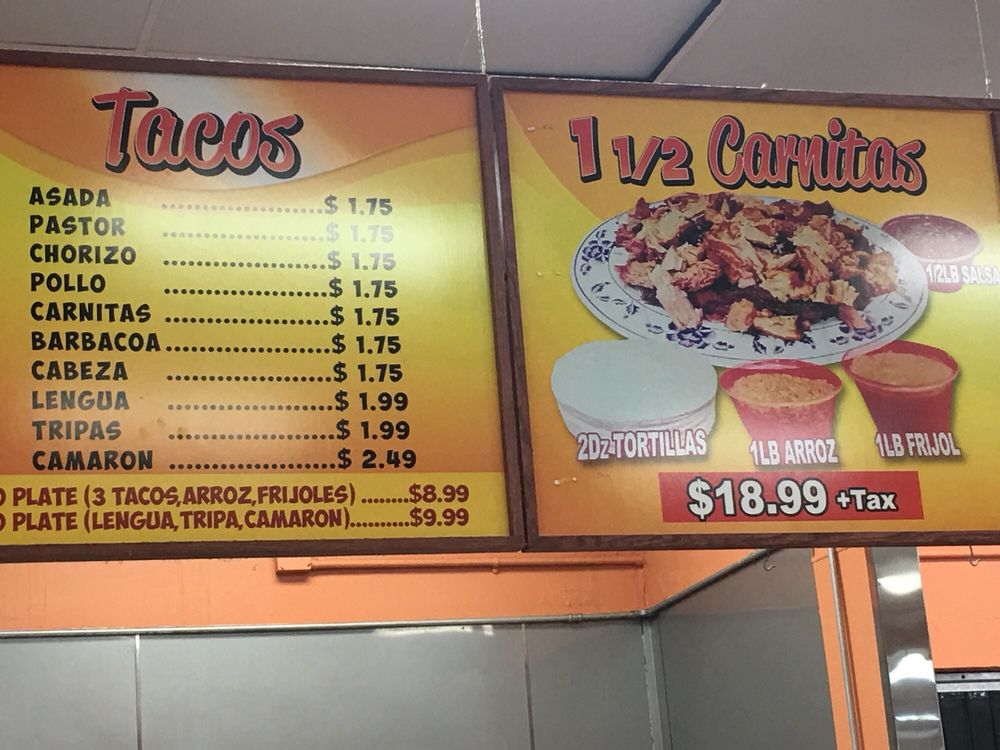 Tacos
ASADA ........................$ 1.75
PASTOR ........................$ 1.75
CHORIZO ........................$ 1.75
POLLO ........................$ 1.75
CARNITAS ........................$ 1.75
BARBACOA........................$ 1.75
CABEZA ........................$ 1.75
LENGUA ........................$ 1.99
TRIPAS ........................$ 1.99
CAMARON ........................$ 2.49
O PLATE (3 TACOS,ARROZ,FRIJOLES) ........$8.99
O PLATE (LENGUA,TRIPA,CAMARON)..........$9.99
1 1/2 Carnitas
1/2LB SALSA
2Dz TORTILLAS
1LB ARROZ
1LB FRIJOL
$18.99 +Tax